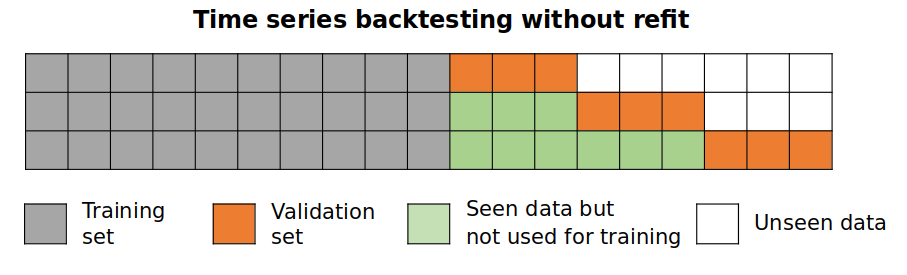 Time series backtesting without refit
Training
set
Validation
set
Seen data but
not used for training
Unseen data